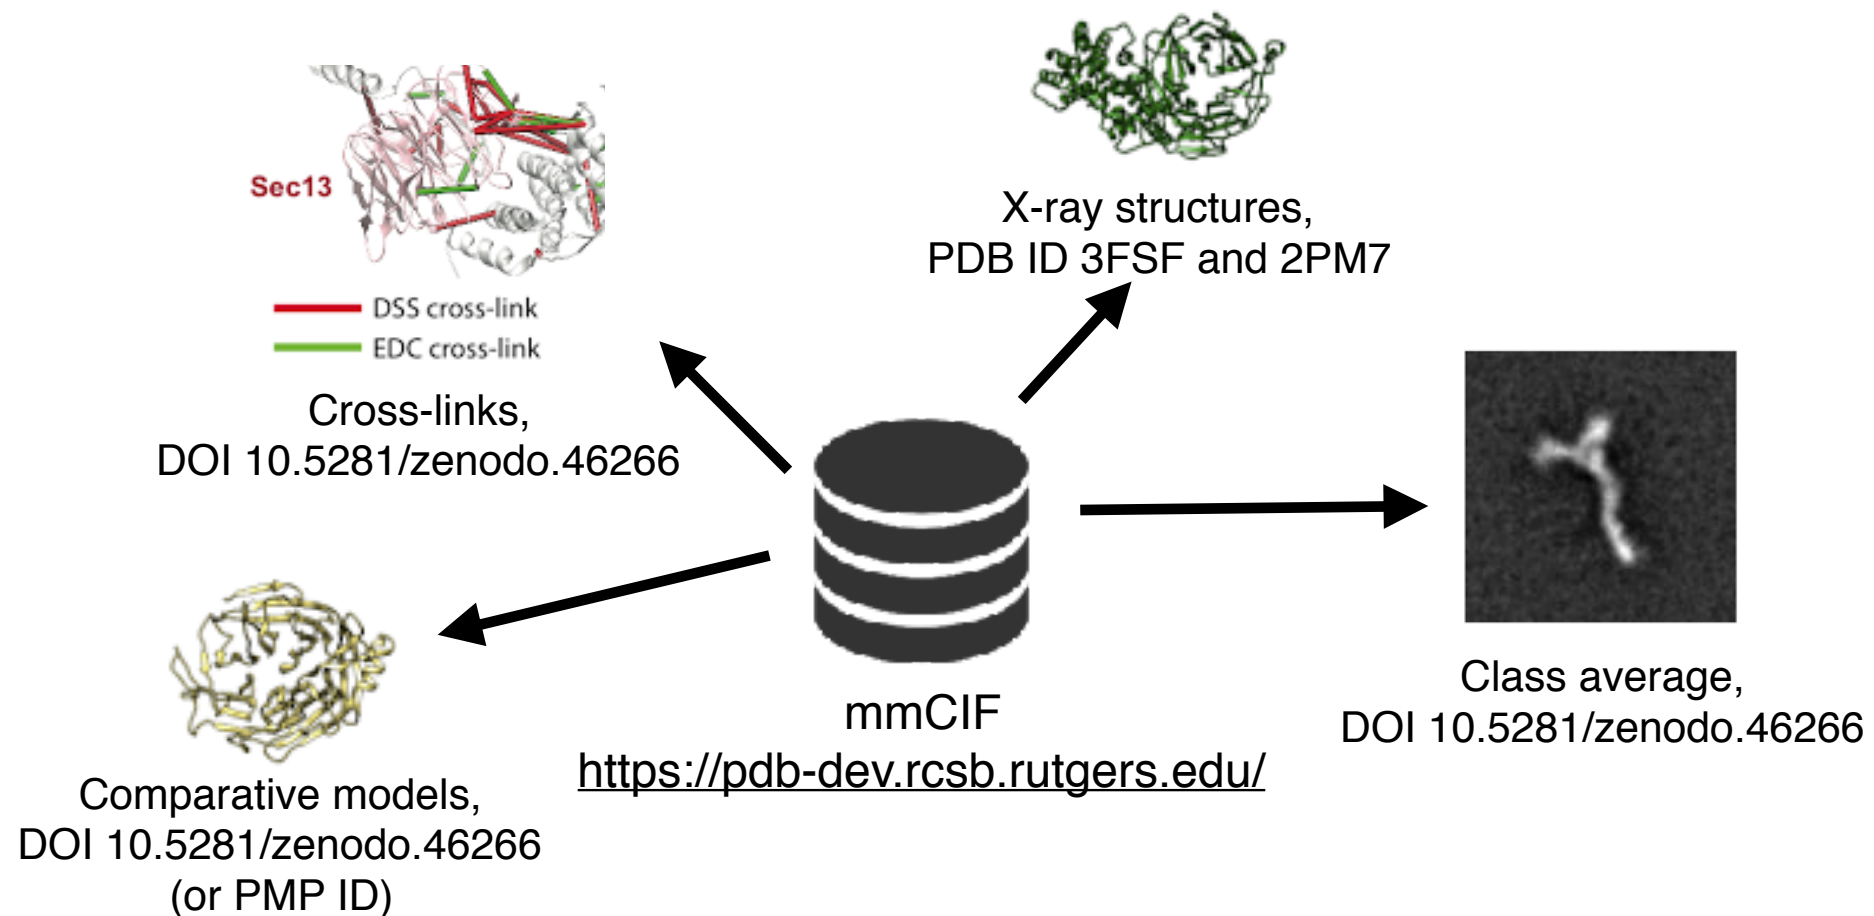 Sec13
DSS cross-link
EDC cross-link
Cross-links,
DOI 10.5281/zenodo.46266
X-ray structures,
PDB ID 3FSF and 2PM7
Class average,
DOI 10.5281/zenodo.46266
mmCIF
https://pdb-dev.rcsb.rutgers.edu/
Comparative models,
DOI 10.5281/zenodo.46266
(or PMP ID)